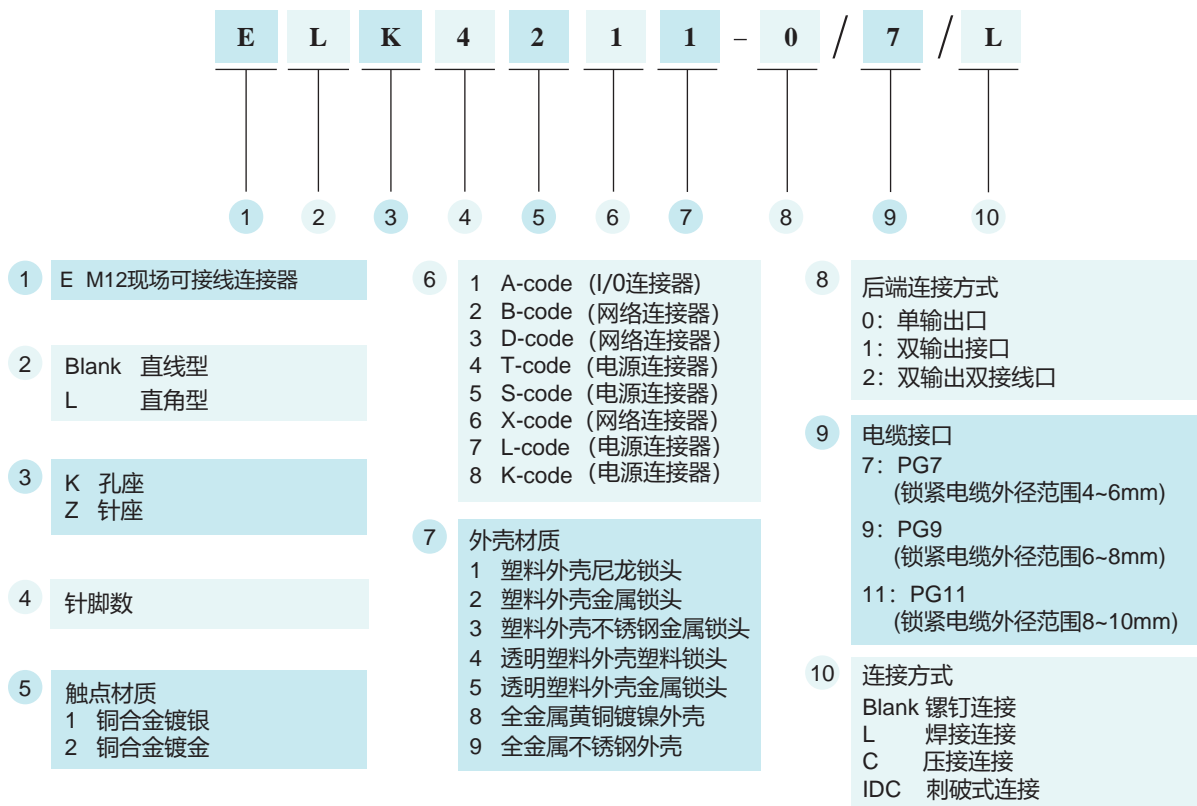 E L K 4 2 1 1 – 0 / 7 / L
1 2 3 4 5 6 7 8 9 10
1 E M12现场可接线连接器
2 Blank 直线型
L 直角型
3 K 孔座
Z 针座
4 针脚数
5 触点材质
1 铜合金镀银
2 铜合金镀金
6 1 A-code (I/0连接器)
2 B-code (网络连接器)
3 D-code (网络连接器)
4 T-code (电源连接器)
5 S-code (电源连接器)
6 X-code (网络连接器)
7 L-code (电源连接器)
8 K-code (电源连接器)
7 外壳材质
1 塑料外壳尼龙锁头
2 塑料外壳金属锁头
3 塑料外壳不锈钢金属锁头
4 透明塑料外壳塑料锁头
5 透明塑料外壳金属锁头
8 全金属黄铜镀镍外壳
9 全金属不锈钢外壳
8 后端连接方式
0：单输出口
1：双输出接口
2：双输出双接线口
9 电缆接口
7：PG7
(锁紧电缆外径范围4~6mm)
9：PG9
(锁紧电缆外径范围6~8mm)
11：PG11
(锁紧电缆外径范围8~10mm)
10 连接方式
Blank 镙钉连接
L 焊接连接
C 压接连接
IDC 刺破式连接